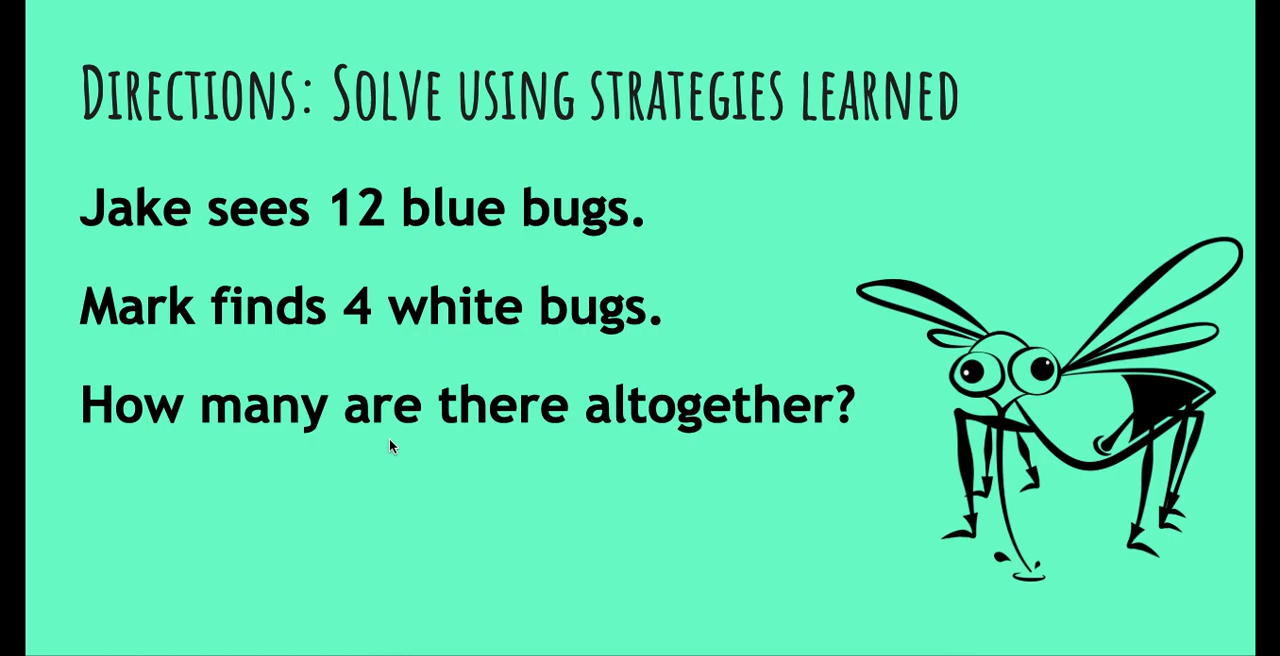 Directions: Solve using strategies learned
Jake sees 12 blue bugs.
Mark finds 4 white bugs.
How many are there altogether?